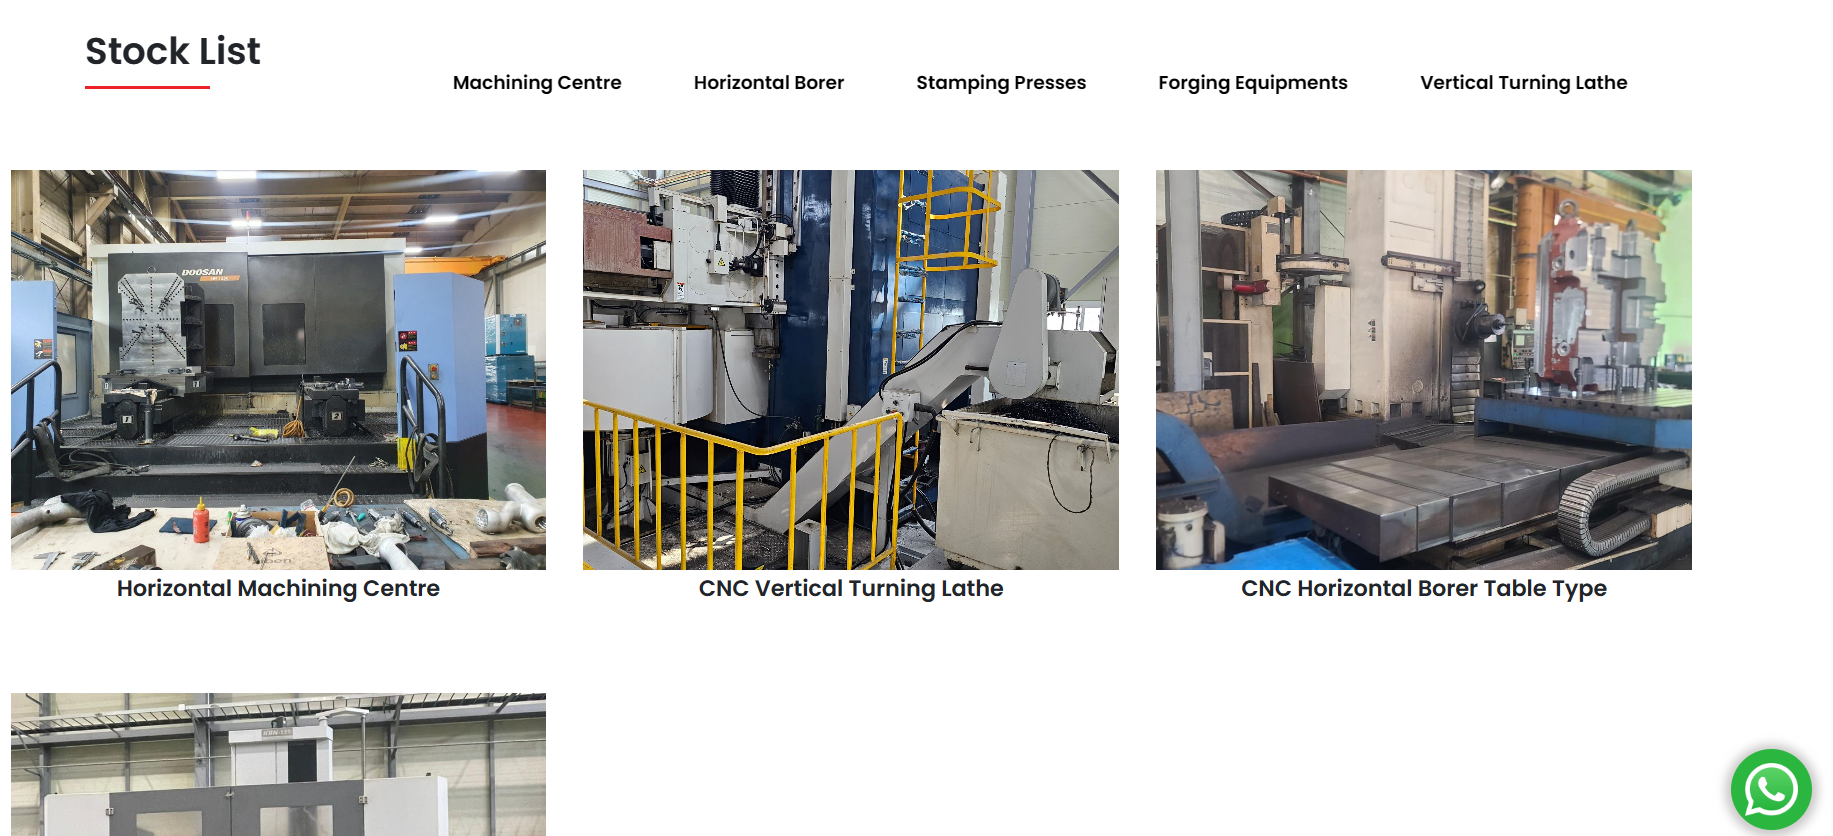 Stock List
Machining Centre
Horizontal Borer
Stamping Presses
Forging Equipments
Vertical Turning Lathe
DOOSAN
Horizontal Machining Centre
CNC Vertical Turning Lathe
CNC Horizontal Borer Table Type